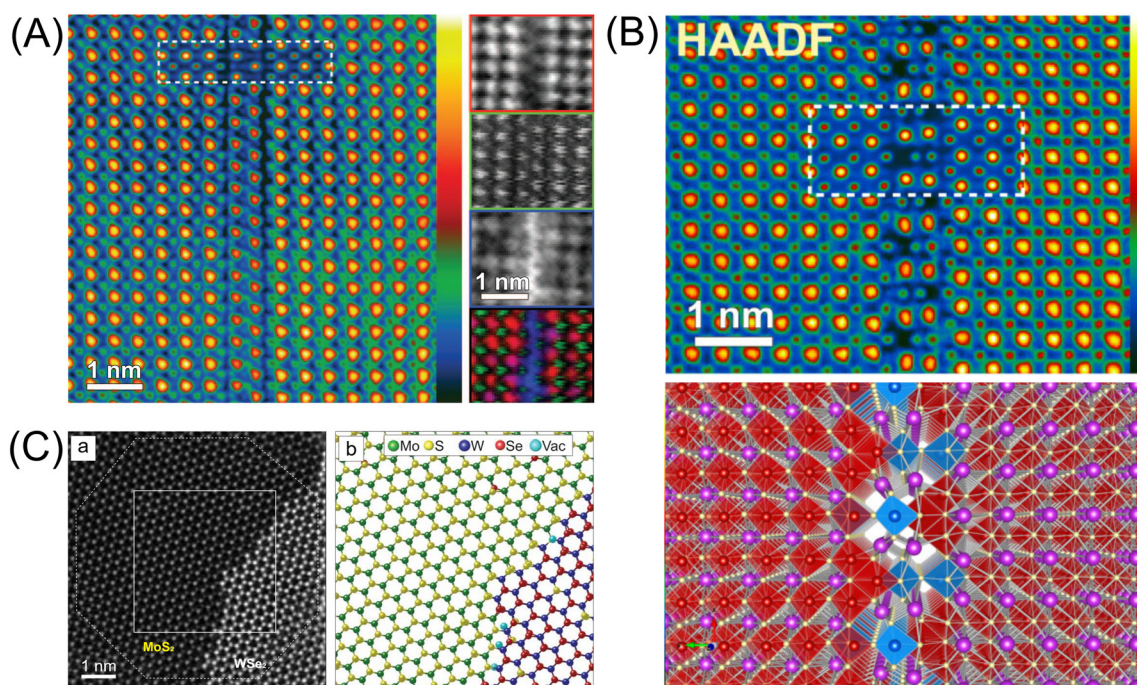 (A)
1 nm
1 nm
(B)
HAADF
1 nm
(C)
a
MoS₂
WSe₂
1 nm
b
Mo S W Se Vac